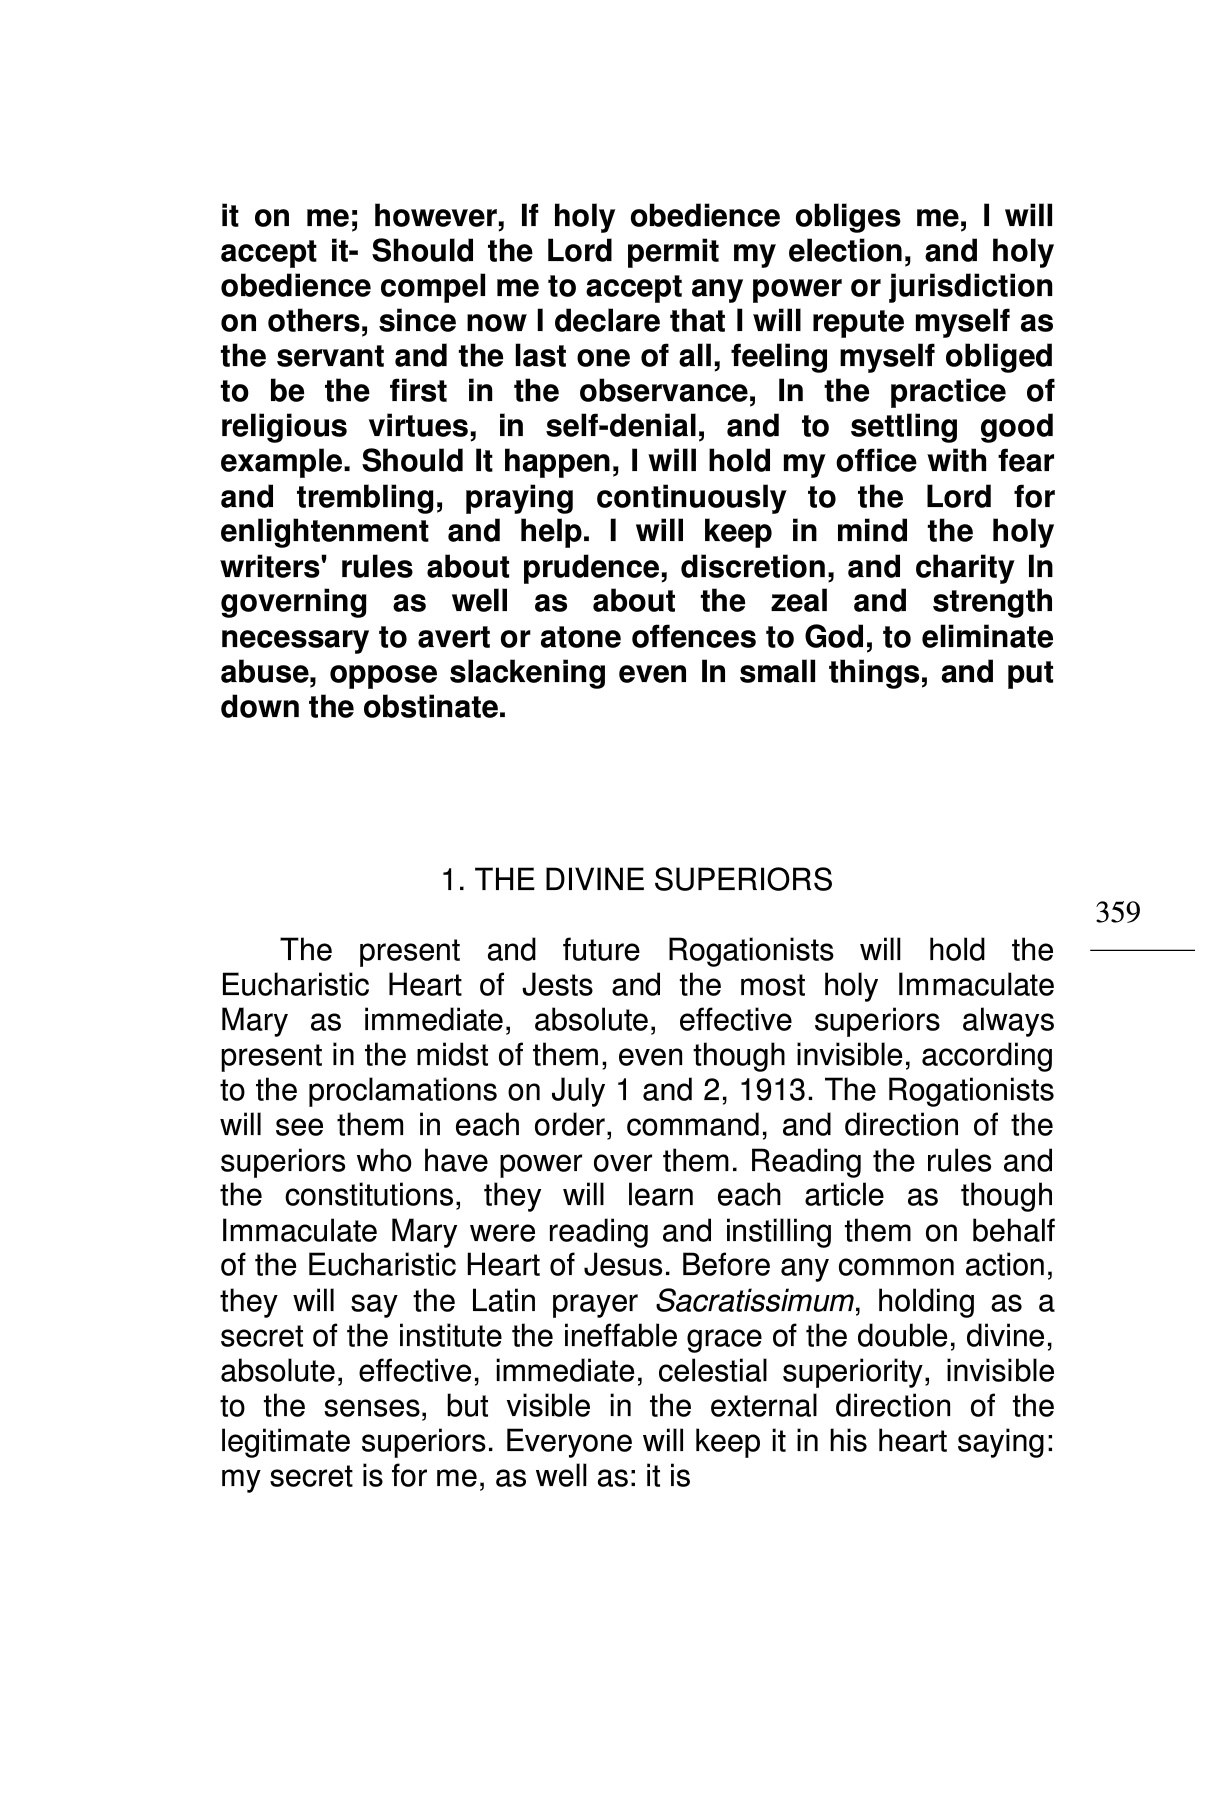 it on me; however, If holy obedience obliges me, I will
accept it- Should the Lord permit my election, and holy
obedience compel me to accept any power or jurisdiction
on others, since now I declare that I will repute myself as
the servant and the last one of all, feeling myself obliged
to be the first in the observance, In the practice of
religious virtues, in self-denial, and to settling good
example. Should It happen, I will hold my office with fear
and trembling, praying continuously to the Lord for
enlightenment and help. I will keep in mind the holy
writers' rules about prudence, discretion, and charity In
governing as well as about the zeal and strength
necessary to avert or atone offences to God, to eliminate
abuse, oppose slackening even In small things, and put
down the obstinate.
1. THE DIVINE SUPERIORS
359
The present and future Rogationists will hold the
Eucharistic Heart of Jests and the most holy Immaculate
Mary as immediate, absolute, effective superiors always
present in the midst of them, even though invisible, according
to the proclamations on July 1 and 2, 1913. The Rogationists
will see them in each order, command, and direction of the
superiors who have power over them. Reading the rules and
the constitutions, they will learn each article as though
Immaculate Mary were reading and instilling them on behalf
of the Eucharistic Heart of Jesus. Before any common action,
they will say the Latin prayer Sacratissimum, holding as a
secret of the institute the ineffable grace of the double, divine,
absolute, effective, immediate, celestial superiority, invisible
to the senses, but visible in the external direction of the
legitimate superiors. Everyone will keep it in his heart saying:
my secret is for me, as well as: it is